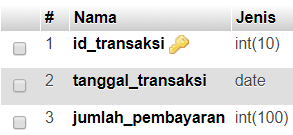 # Nama Jenis
1 id_transaksi int(10)
2 tanggal_transaksi date
3 jumlah_pembayaran int(100)